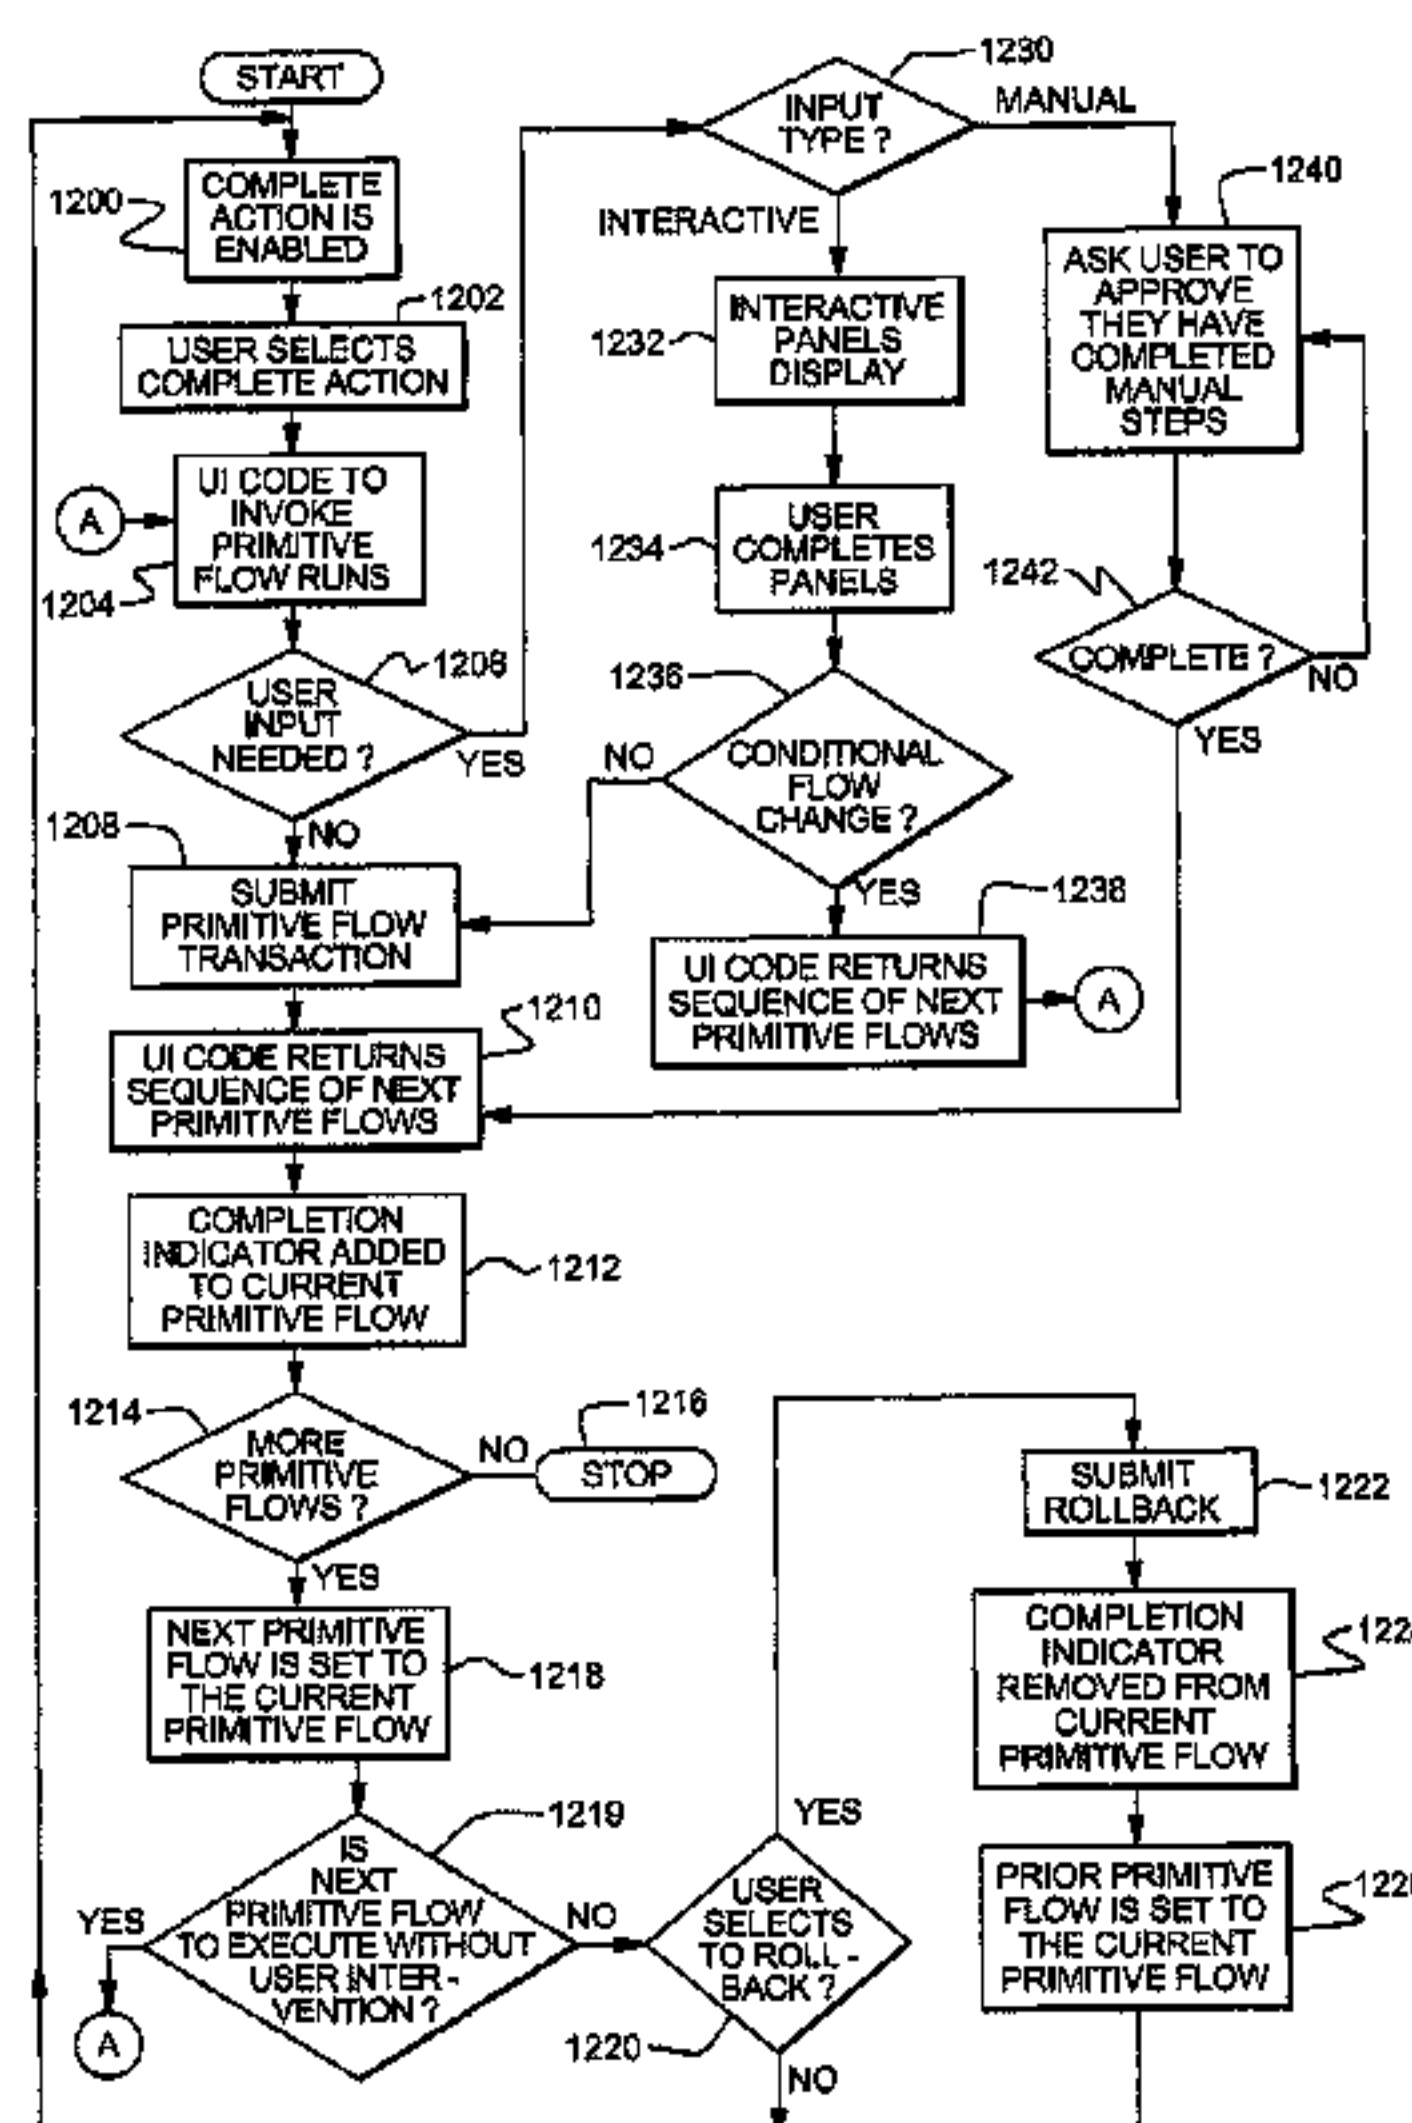 START
1200
COMPLETE
ACTION IS
ENABLED
1202
USER SELECTS
COMPLETE ACTION
A
UI CODE TO
INVOKE
PRIMITIVE
FLOW RUNS
1204
1206
USER
INPUT
NEEDED ?
YES
NO
1208
SUBMIT
PRIMITIVE FLOW
TRANSACTION
1210
UI CODE RETURNS
SEQUENCE OF NEXT
PRIMITIVE FLOWS
COMPLETION
INDICATOR ADDED
TO CURRENT
PRIMITIVE FLOW
1212
1214
MORE
PRIMITIVE
FLOWS ?
NO
1216
STOP
YES
NEXT PRIMITIVE
FLOW IS SET TO
THE CURRENT
PRIMITIVE FLOW
1218
1219
IS
NEXT
PRIMITIVE FLOW
TO EXECUTE WITHOUT
USER INTER -
VENTION ?
YES
A
NO
USER
SELECTS
TO ROLL -
BACK ?
1220
YES
NO
SUBMIT
ROLLBACK
1222
COMPLETION
INDICATOR
REMOVED FROM
CURRENT
PRIMITIVE FLOW
PRIOR PRIMITIVE
FLOW IS SET TO
THE CURRENT
PRIMITIVE FLOW
1230
INPUT
TYPE ?
MANUAL
INTERACTIVE
1232
INTERACTIVE
PANELS
DISPLAY
1234
USER
COMPLETES
PANELS
1236
CONDITIONAL
FLOW
CHANGE ?
NO
YES
1238
UI CODE RETURNS
SEQUENCE OF NEXT
PRIMITIVE FLOWS
A
1240
ASK USER TO
APPROVE
THEY HAVE
COMPLETED
MANUAL
STEPS
1242
COMPLETE ?
NO
YES